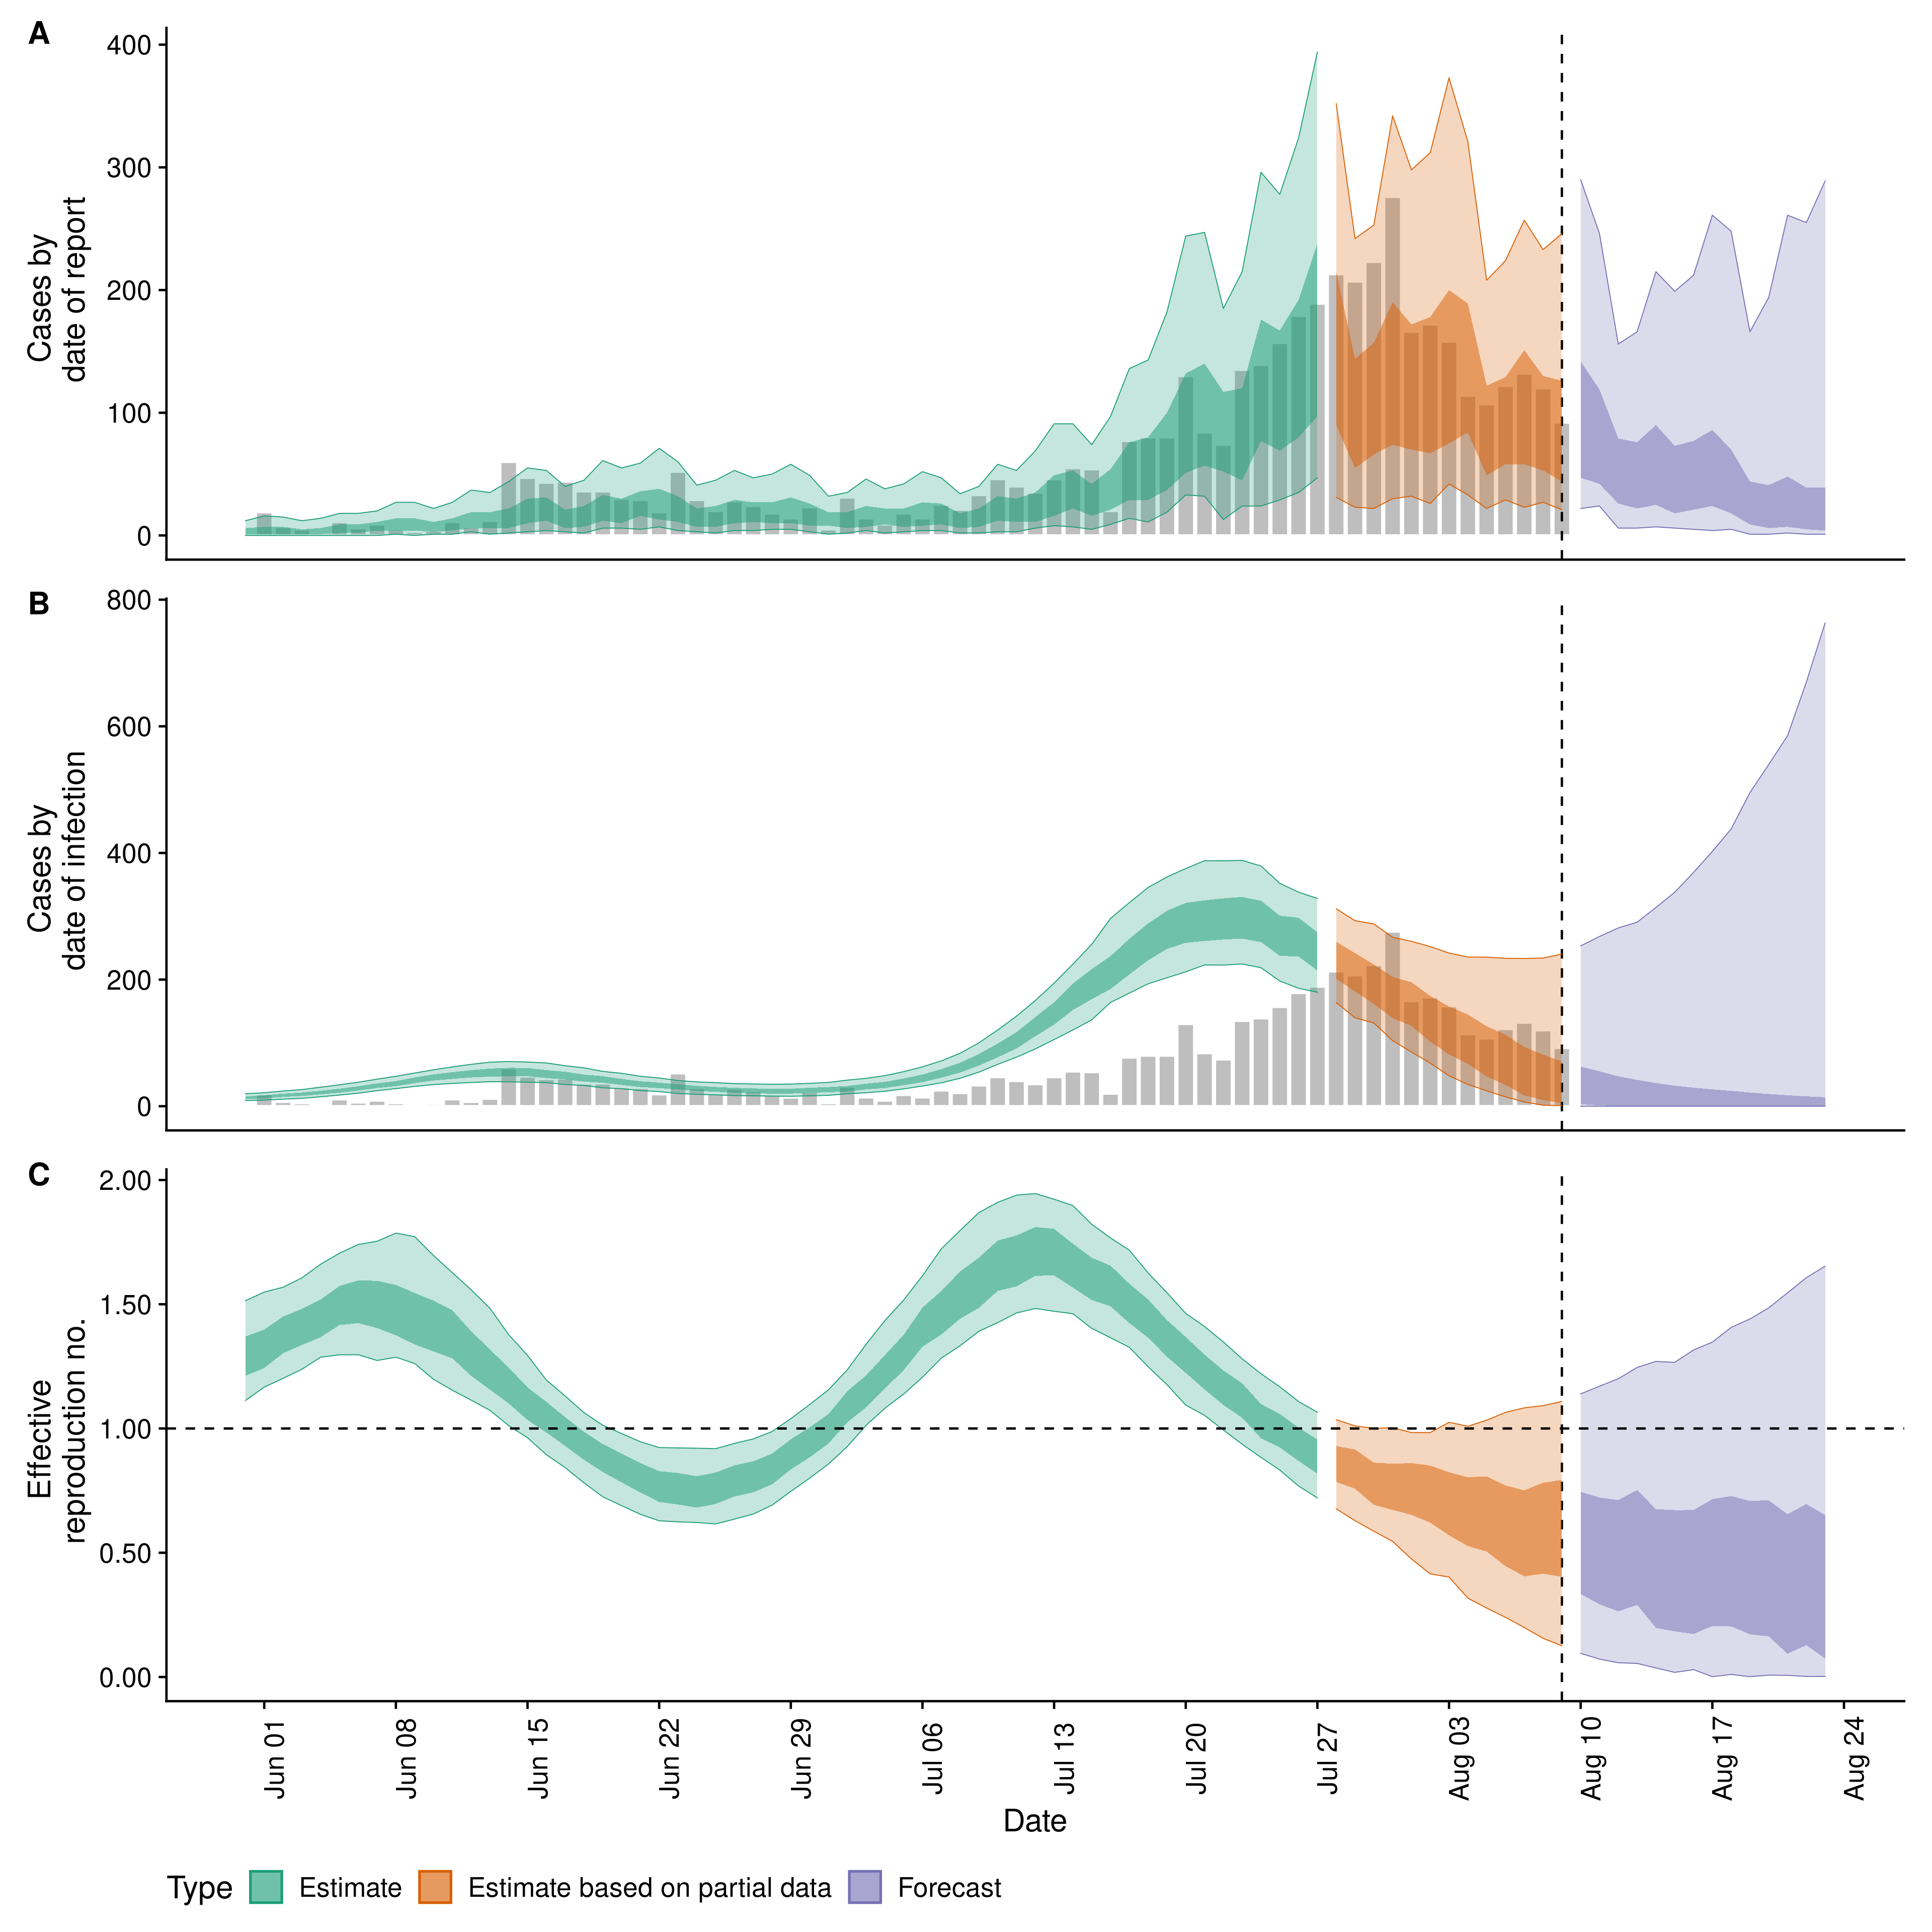 A
Cases by
date of report
400
300
200
100
0
B
Cases by
date of infection
800
600
400
200
0
C
Effective
reproduction no.
2.00
1.50
1.00
0.50
0.00
Jun 01
Jun 08
Jun 15
Jun 22
Jun 29
Jul 06
Jul 13
Jul 20
Jul 27
Aug 03
Aug 10
Aug 17
Aug 24
Date
Type Estimate Estimate based on partial data Forecast